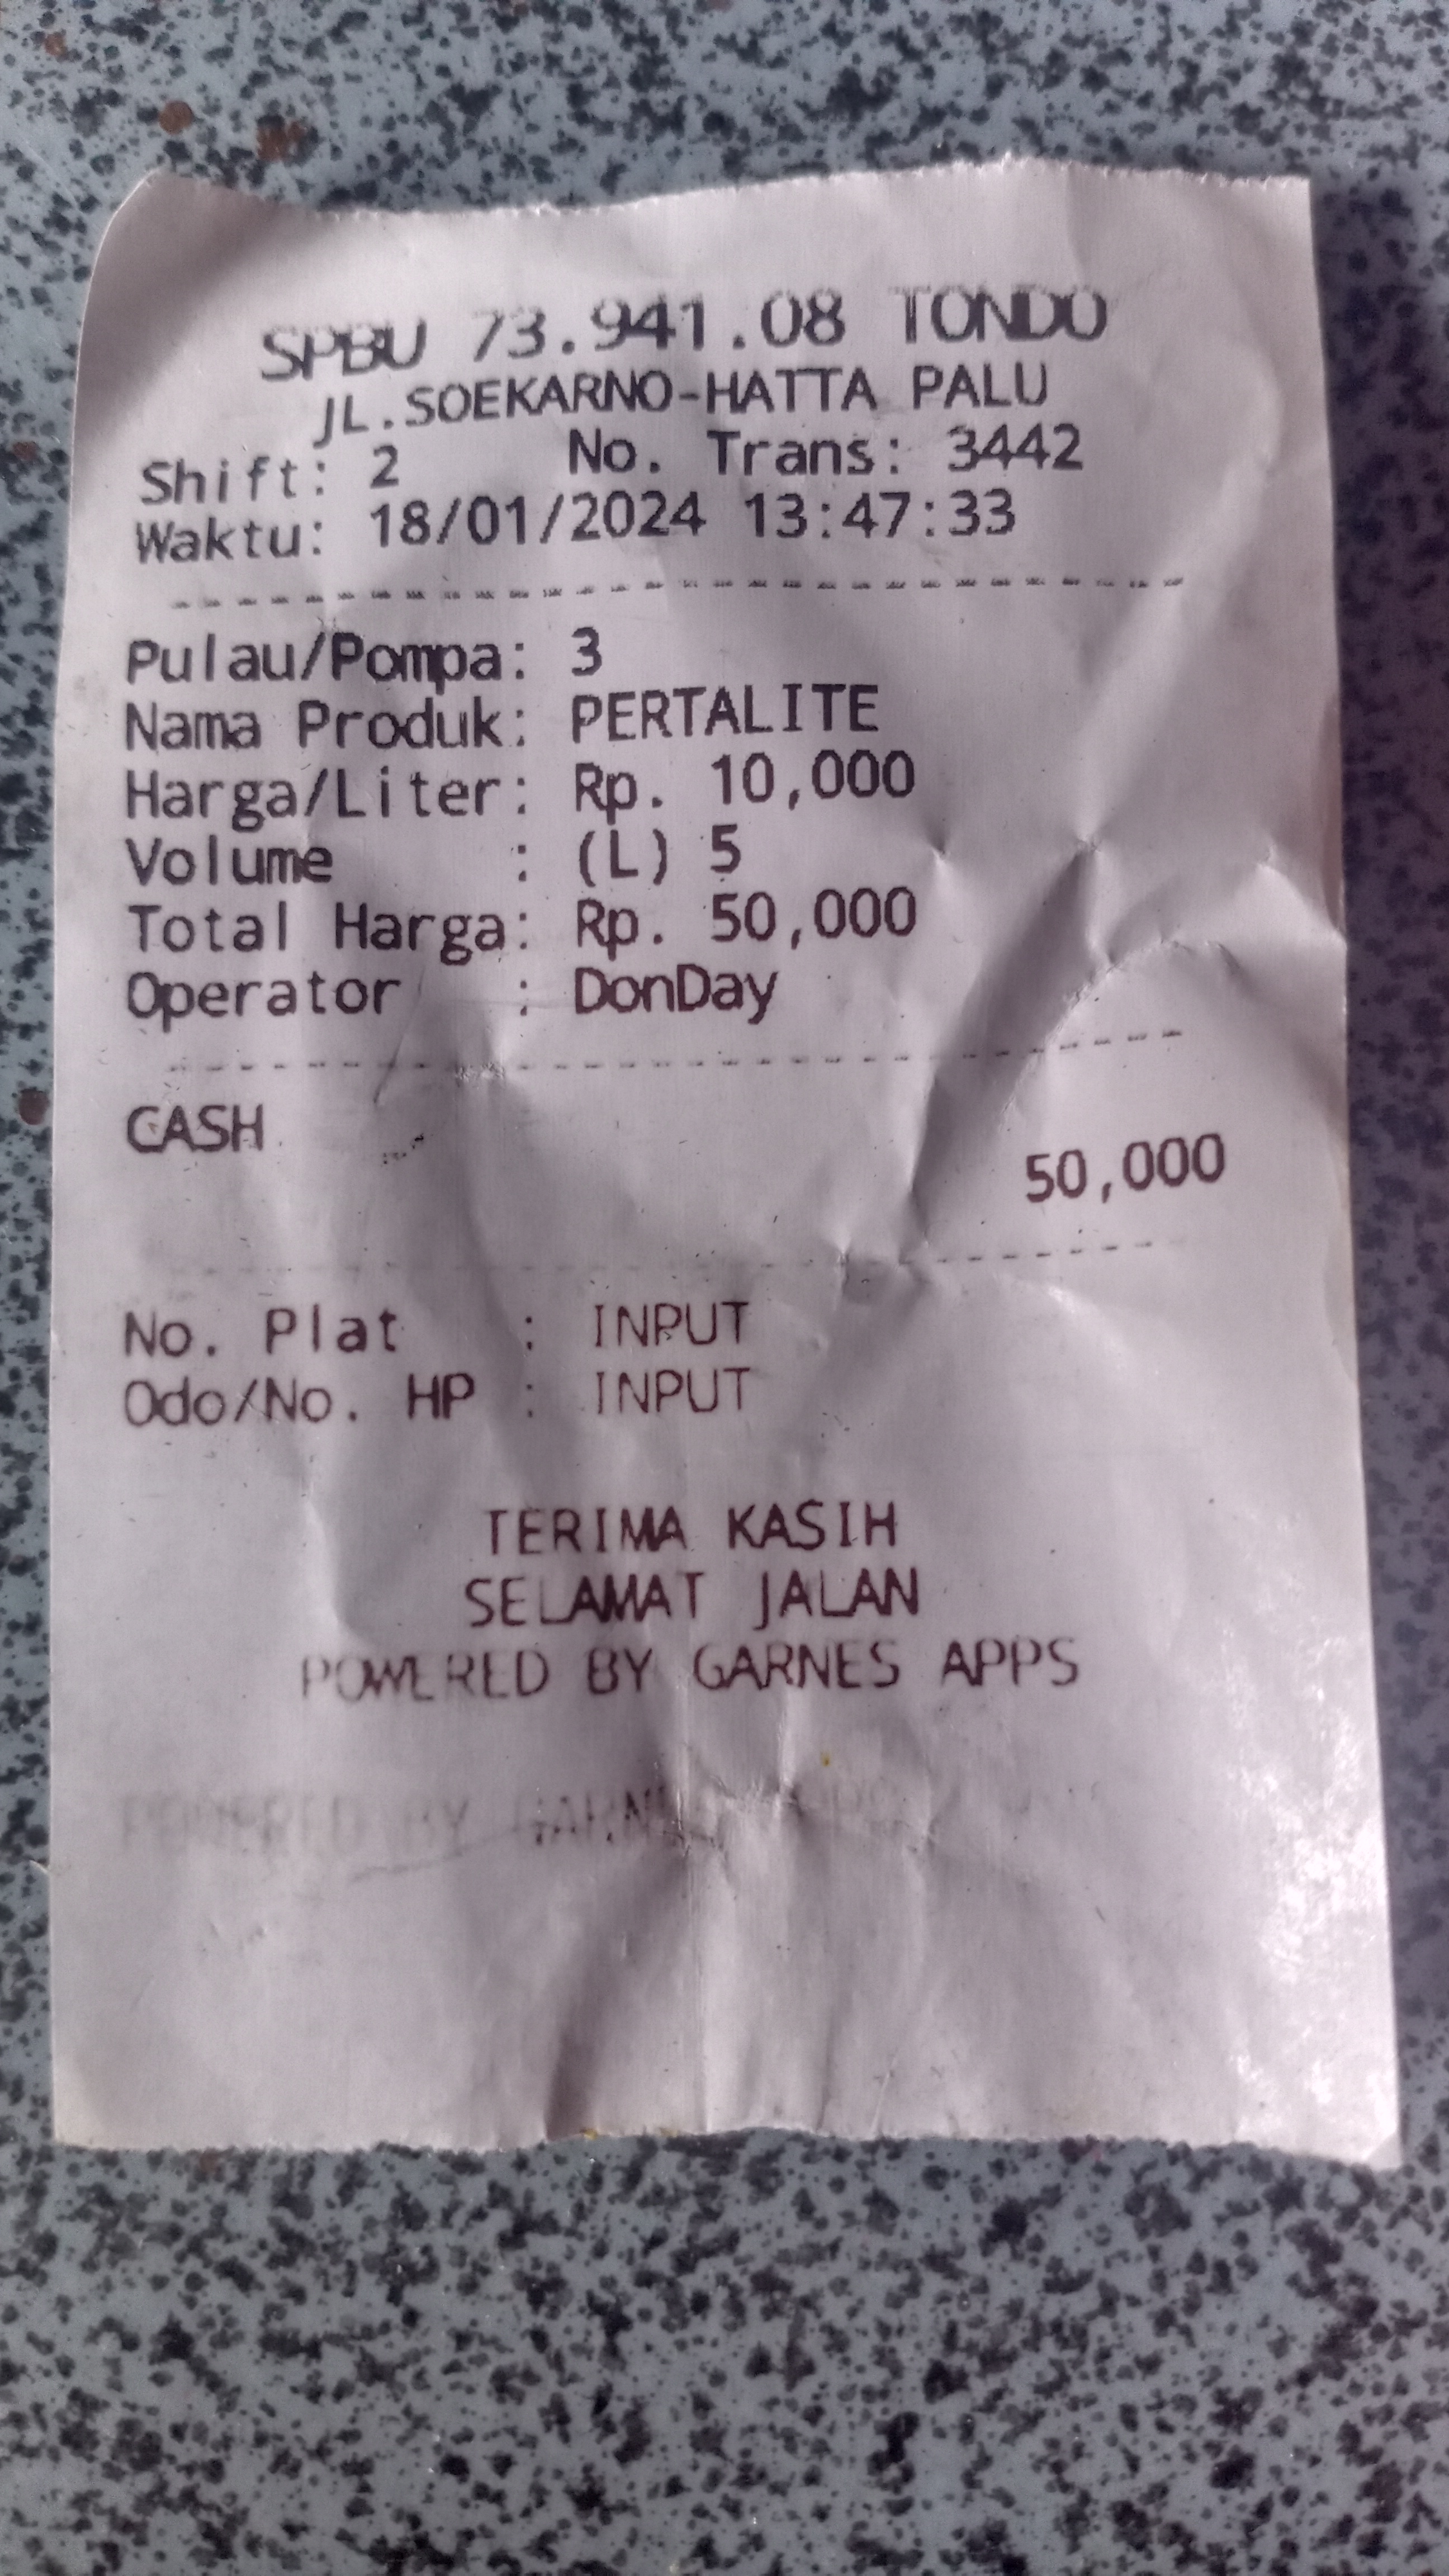 SPBU 73.941.08 TONDO
JL.SOEKARNO-HATTA PALU
Shift: 2 No. Trans: 3442
Waktu: 18/01/2024 13:47:33
Pulau/Pompa: 3
Nama Produk: PERTALITE
Harga/Liter: Rp. 10,000
Volume : (L) 5
Total Harga: Rp. 50,000
Operator : DonDay
CASH
50,000
No. Plat : INPUT
Odo/No. HP : INPUT
TERIMA KASIH
SELAMAT JALAN
POWERED BY GARNES APPS
POWERED BY